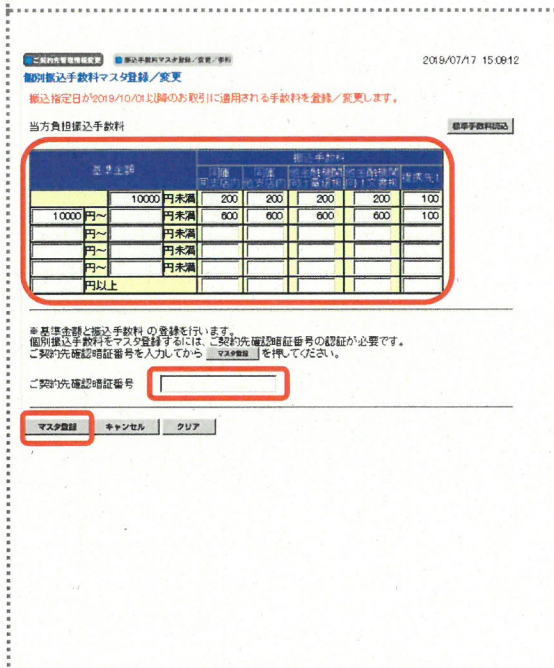 ご契約先管理情報変更 振込手数料マスタ登録／変更／参照 2019/07/17 15:09:12
個別振込手数料マスタ登録／変更
振込指定日が2019/10/01以降のお取引に適用される手数料を登録／変更します。
当方負担振込手数料 標準手数料読込
振込手数料
基準金額
10000 円未満 200 200 200 200 100
10000 円～ 円未満 600 600 600 600 100
円～ 円未満
円～ 円未満
円～ 円未満
円以上
※基準金額と振込手数料の登録を行います。
個別振込手数料をマスタ登録するには、ご契約先確認暗証番号の認証が必要です。
ご契約先確認暗証番号を入力してから マスタ登録 を押してください。
ご契約先確認暗証番号
マスタ登録 キャンセル クリア